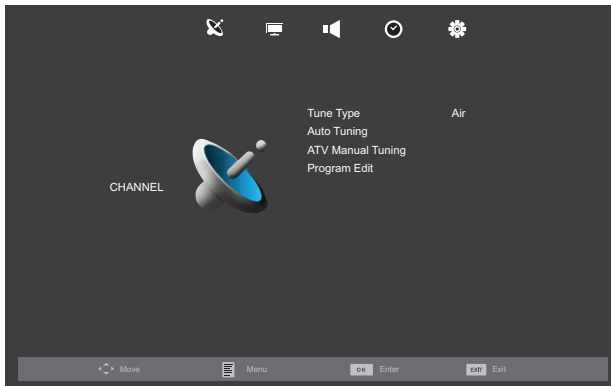 Tune Type Air
Auto Tuning
ATV Manual Tuning
Program Edit
CHANNEL
Move Menu OK Enter EXIT Exit